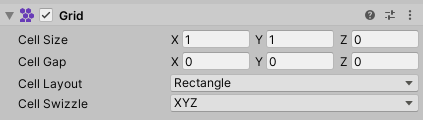 Grid
Cell Size X 1 Y 1 Z 0
Cell Gap X 0 Y 0 Z 0
Cell Layout Rectangle
Cell Swizzle XYZ